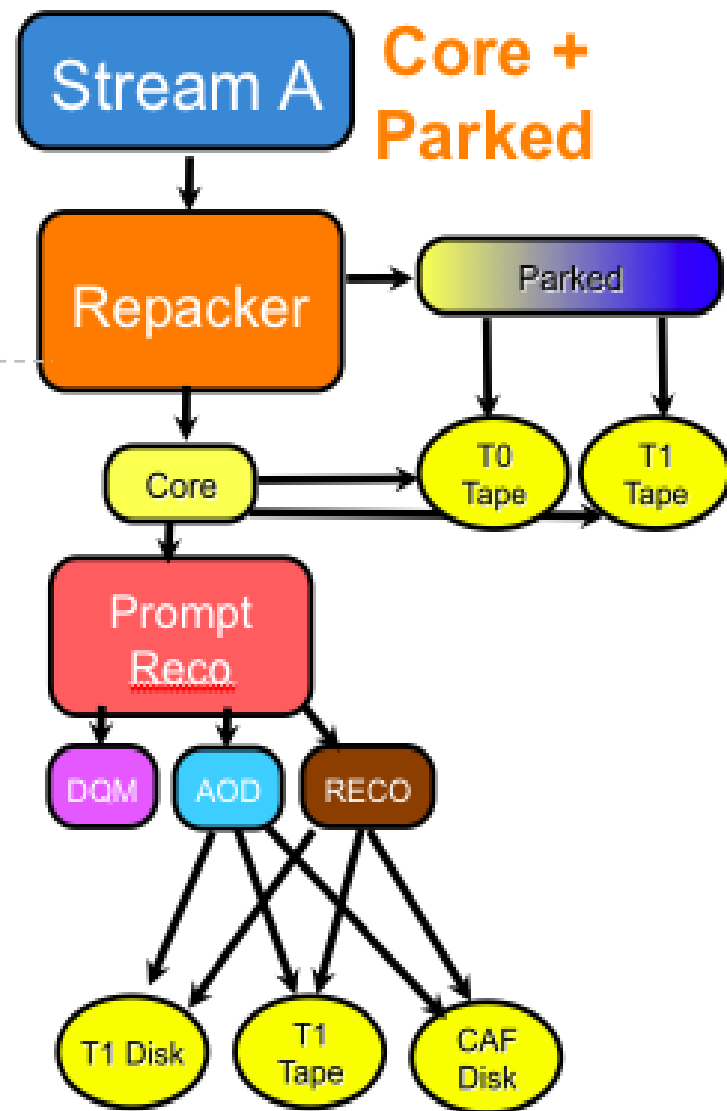 Stream A
Core +
Parked
Repacker
Parked
Core
T0
Tape
T1
Tape
Prompt
Reco
DQM
AOD
RECO
T1 Disk
T1
Tape
CAF
Disk